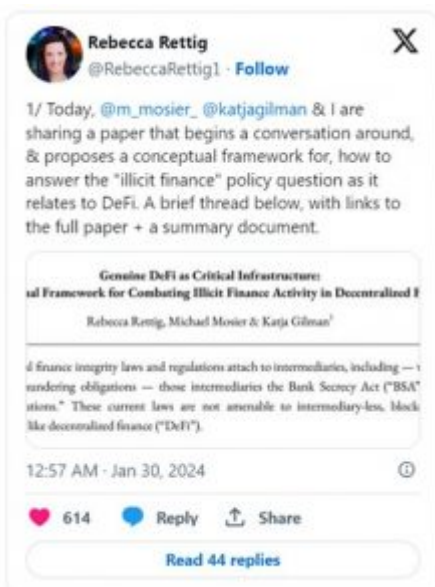 Rebecca Rettig
@RebeccaRettig1 · Follow
1/ Today, @m_mosier_ @katjagilman & I are
sharing a paper that begins a conversation around,
& proposes a conceptual framework for, how to
answer the "illicit finance" policy question as it
relates to DeFi. A brief thread below, with links to
the full paper + a summary document.
Genuine DeFi as Critical Infrastructure:
ual Framework for Combating Illicit Finance Activity in Decentralized F
Rebecca Rettig, Michael Mosier & Katja Gilman
d finance integrity laws and regulations attach to intermediaries, including —
aundering obligations — those intermediaries the Bank Secrecy Act ("BSA"
ations." These current laws are not amenable to intermediary-less, block
like decentralized finance ("DeFi").
12:57 AM · Jan 30, 2024
614 Reply Share
Read 44 replies